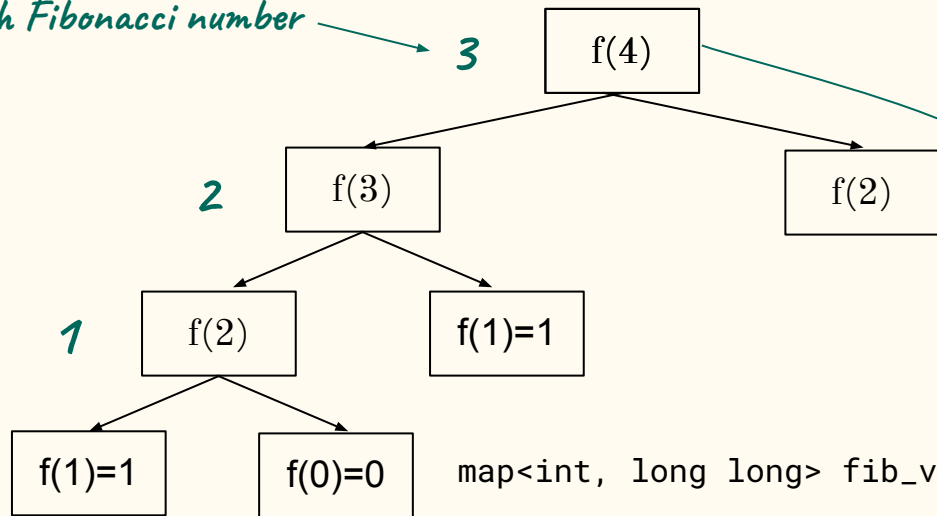 Fibonacci number
3
f(4)
2
f(3)
f(2)
1
f(2)
f(1)=1
f(1)=1
f(0)=0
map<int, long long>